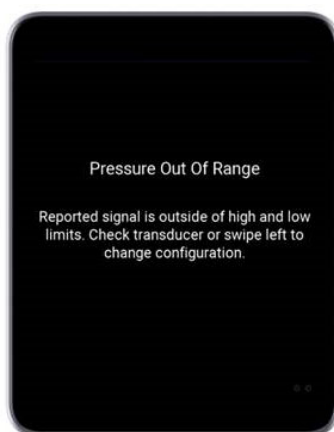 Pressure Out Of Range
Reported signal is outside of high and low
limits. Check transducer or swipe left to
change configuration.